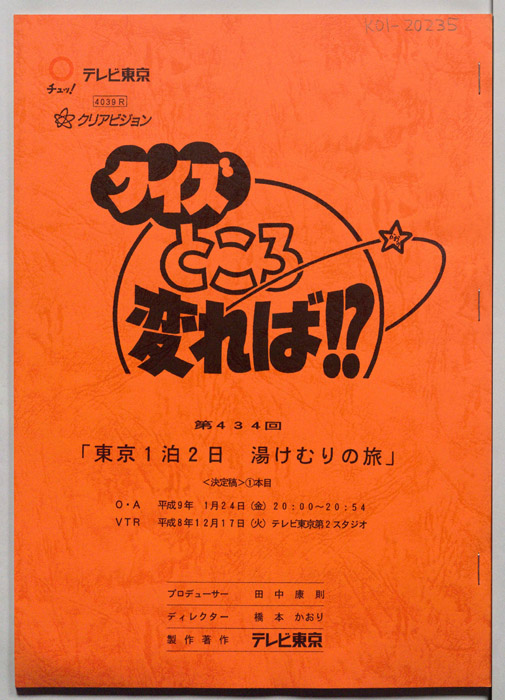 K01-20235
テレビ東京
チュッ!
4039R
クリアビジョン
クイズ
ところ
変れば!?
第434回
「東京1泊2日 湯けむりの旅」
<決定稿>①本目
O・A 平成9年 1月24日(金)20:00~20:54
VTR 平成8年12月17日(火)テレビ東京第2スタジオ
プロデューサー 田中康則
ディレクター 橋本かおり
製作著作 テレビ東京